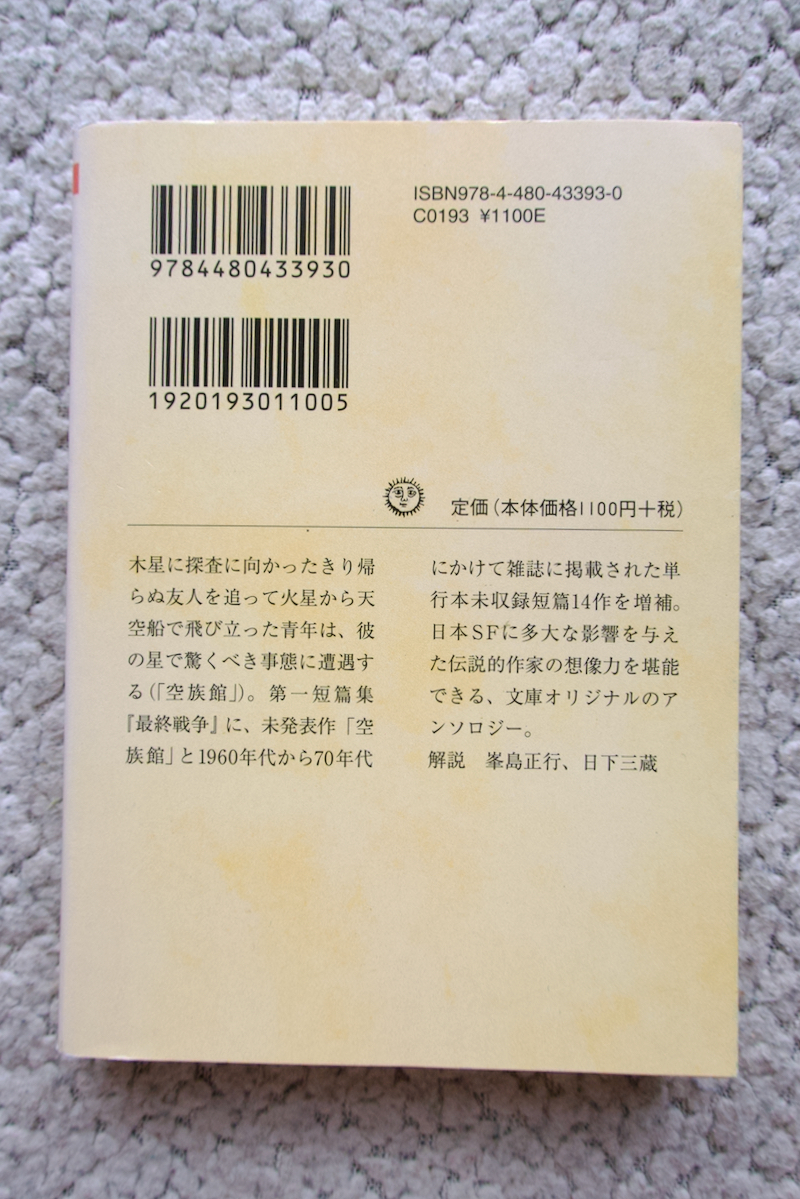 ISBN978-4-480-43393-0
C0193 ¥1100E
9784480433930
1920193011005
定価(本体価格1100円+税)
木星に探査に向かったきり帰
らぬ友人を追って火星から天
空船で飛び立った青年は、彼
の星で驚くべき事態に遭遇す
る(「空族館」)。第一短篇集
『最終戦争』に、未発表作「空
族館」と1960年代から70年代
にかけて雑誌に掲載された単
行本未収録短篇14作を増補。
日本SFに多大な影響を与え
た伝説的作家の想像力を堪能
できる、文庫オリジナルのア
ンソロジー。
解説 峯島正行、日下三蔵